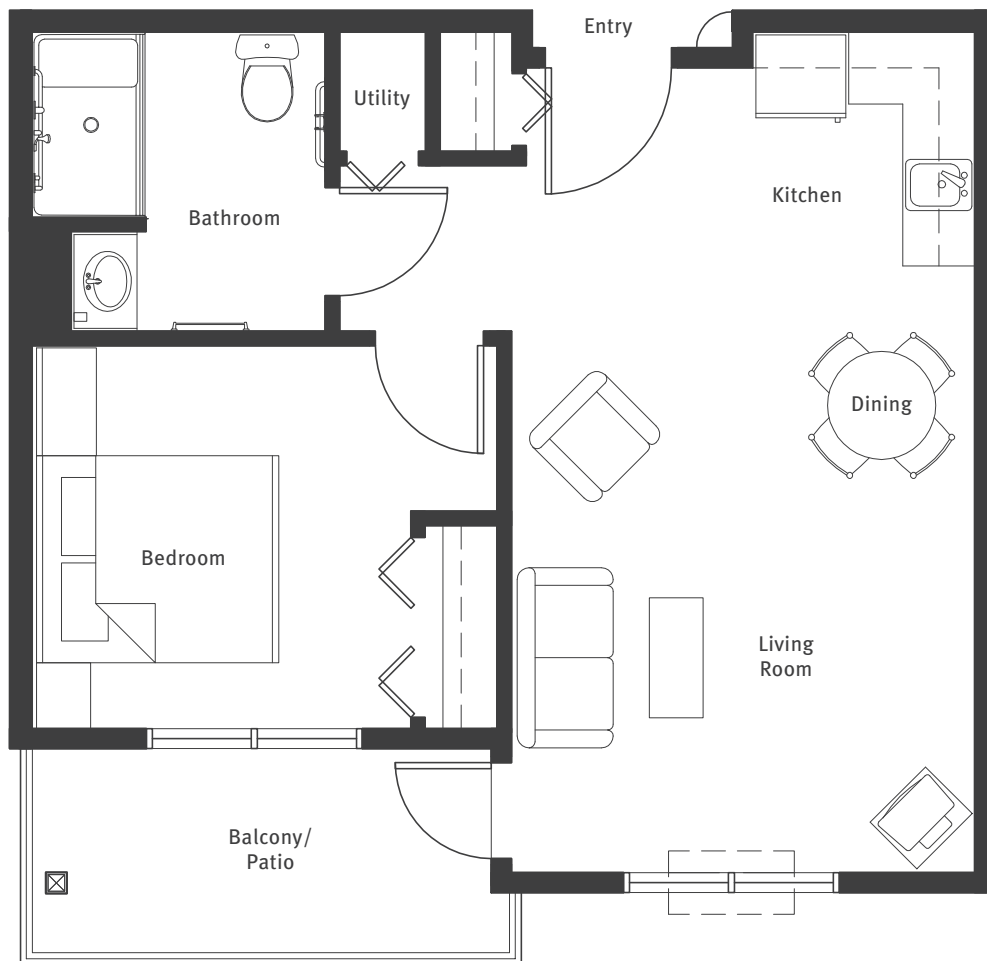 Entry
Utility
Kitchen
Bathroom
Dining
Bedroom
Living
Room
Balcony/
Patio